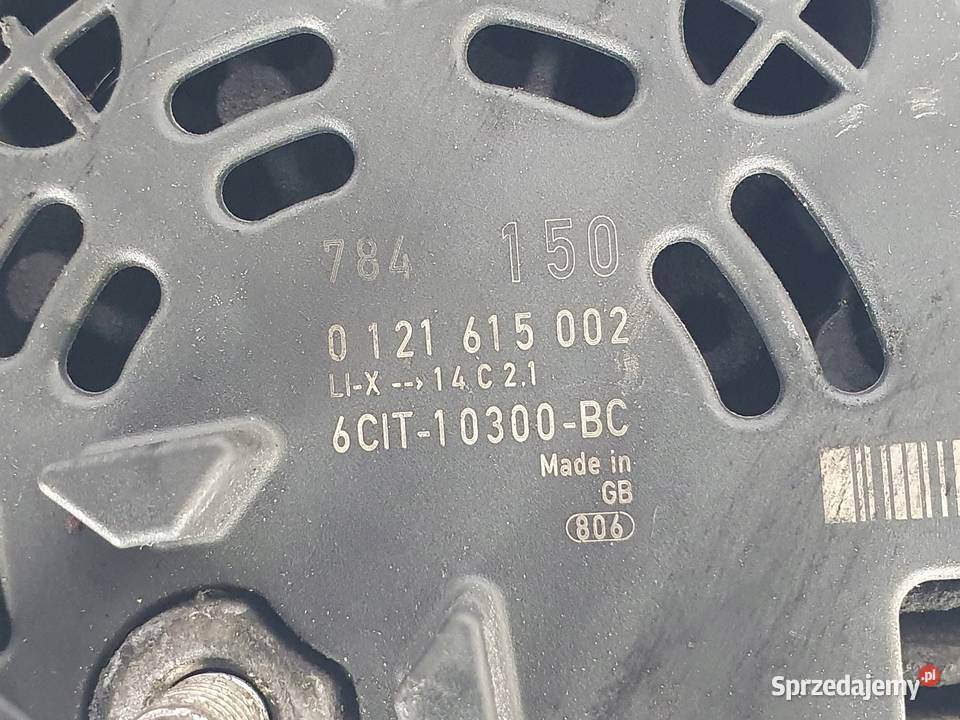 784 150
0 121 615 002
LI-X --> 14 C 2.1
6CIT-10300-BC
Made in
GB
806
Sprzedajemy.pl